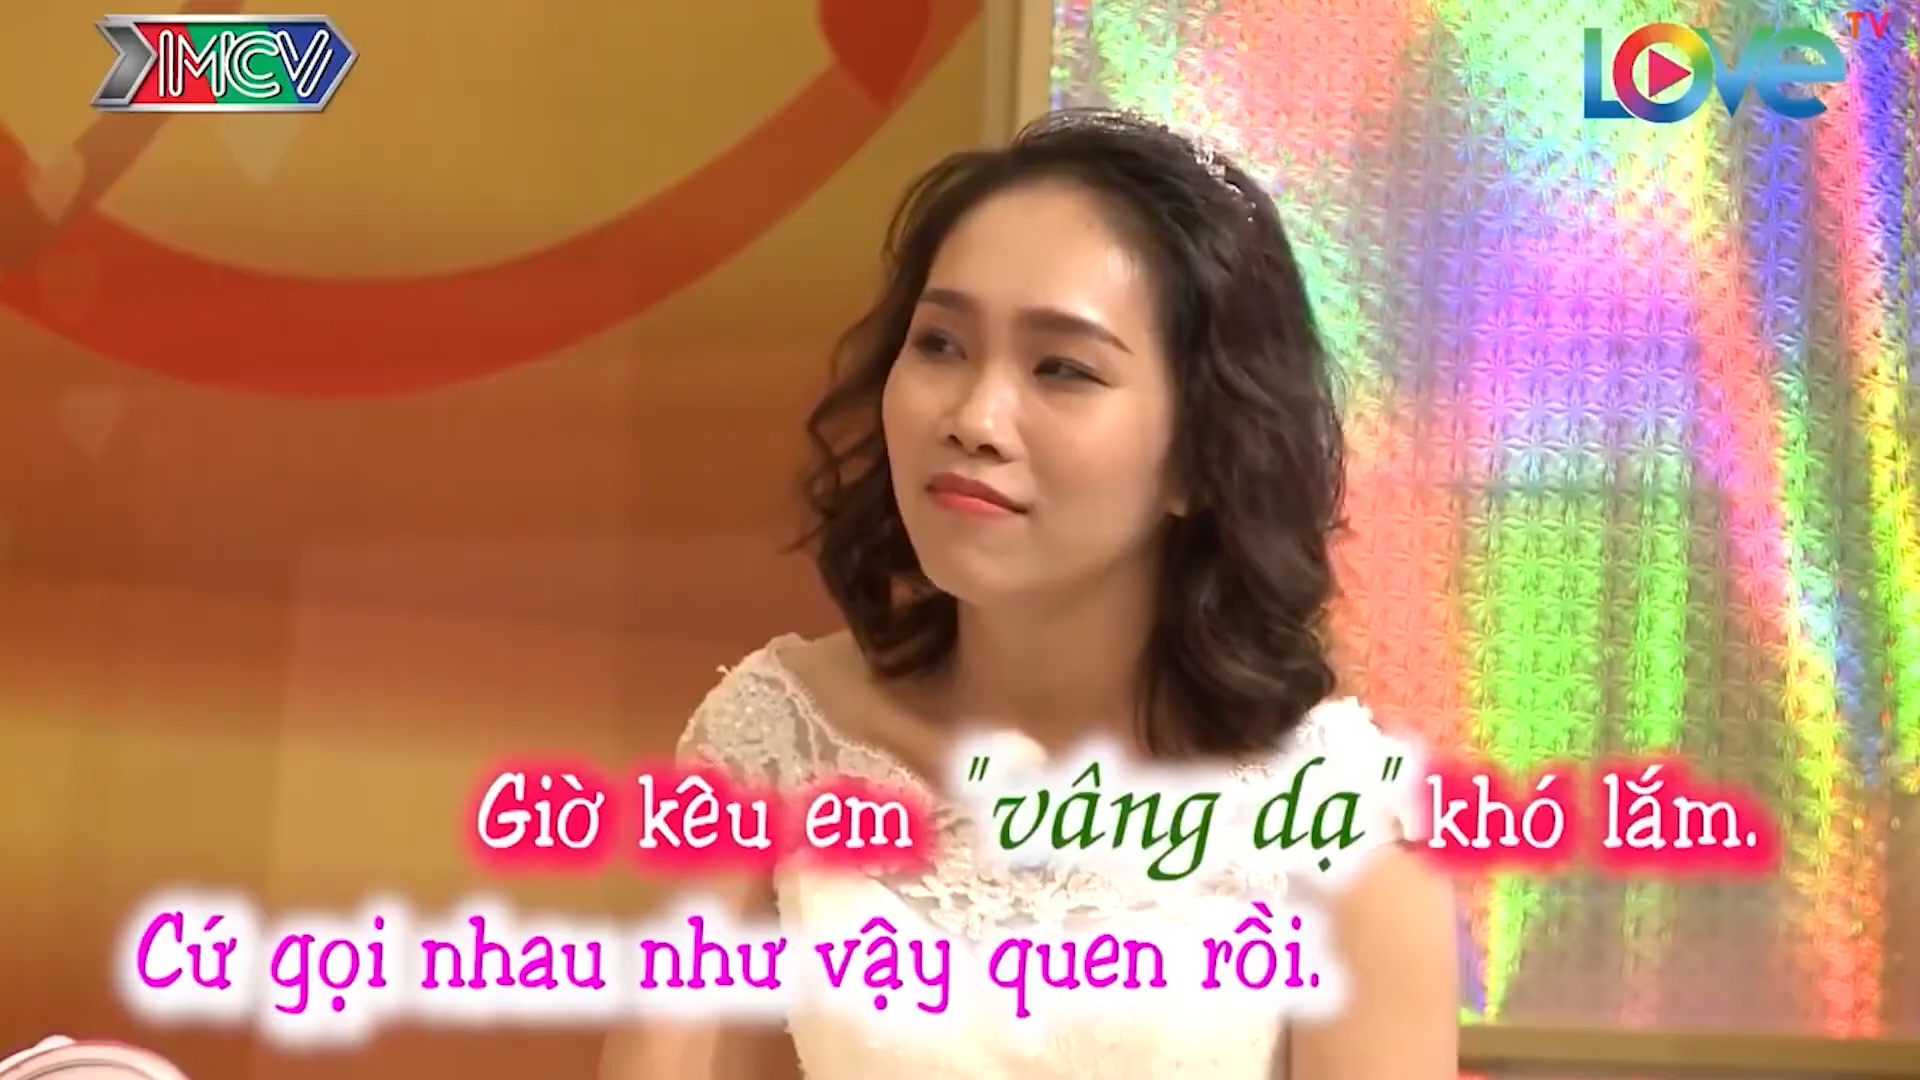 MCV
LOVE TV
Giờ kêu em "vâng dạ" khó lắm.
Cứ gọi nhau như vậy quen rồi.